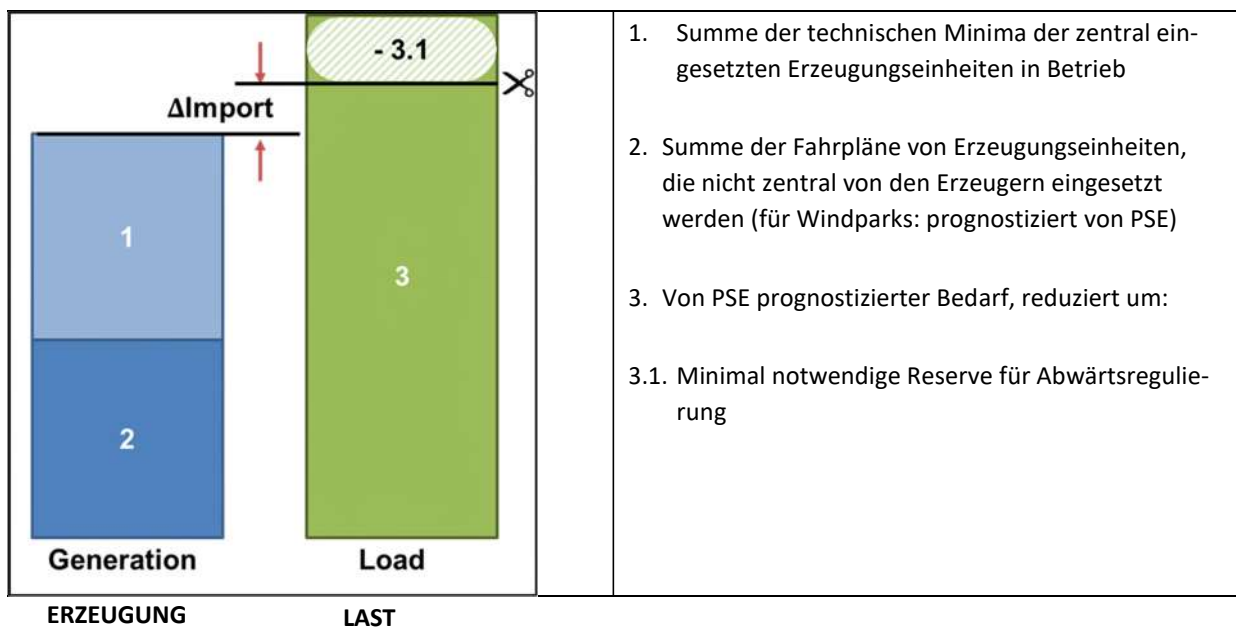 - 3.1
ΔImport
1
3
2
Generation
Load
ERZEUGUNG
LAST
1. Summe der technischen Minima der zentral ein-
gesetzten Erzeugungseinheiten in Betrieb
2. Summe der Fahrpläne von Erzeugungseinheiten,
die nicht zentral von den Erzeugern eingesetzt
werden (für Windparks: prognostiziert von PSE)
3. Von PSE prognostizierter Bedarf, reduziert um:
3.1. Minimal notwendige Reserve für Abwärtsregulie-
rung